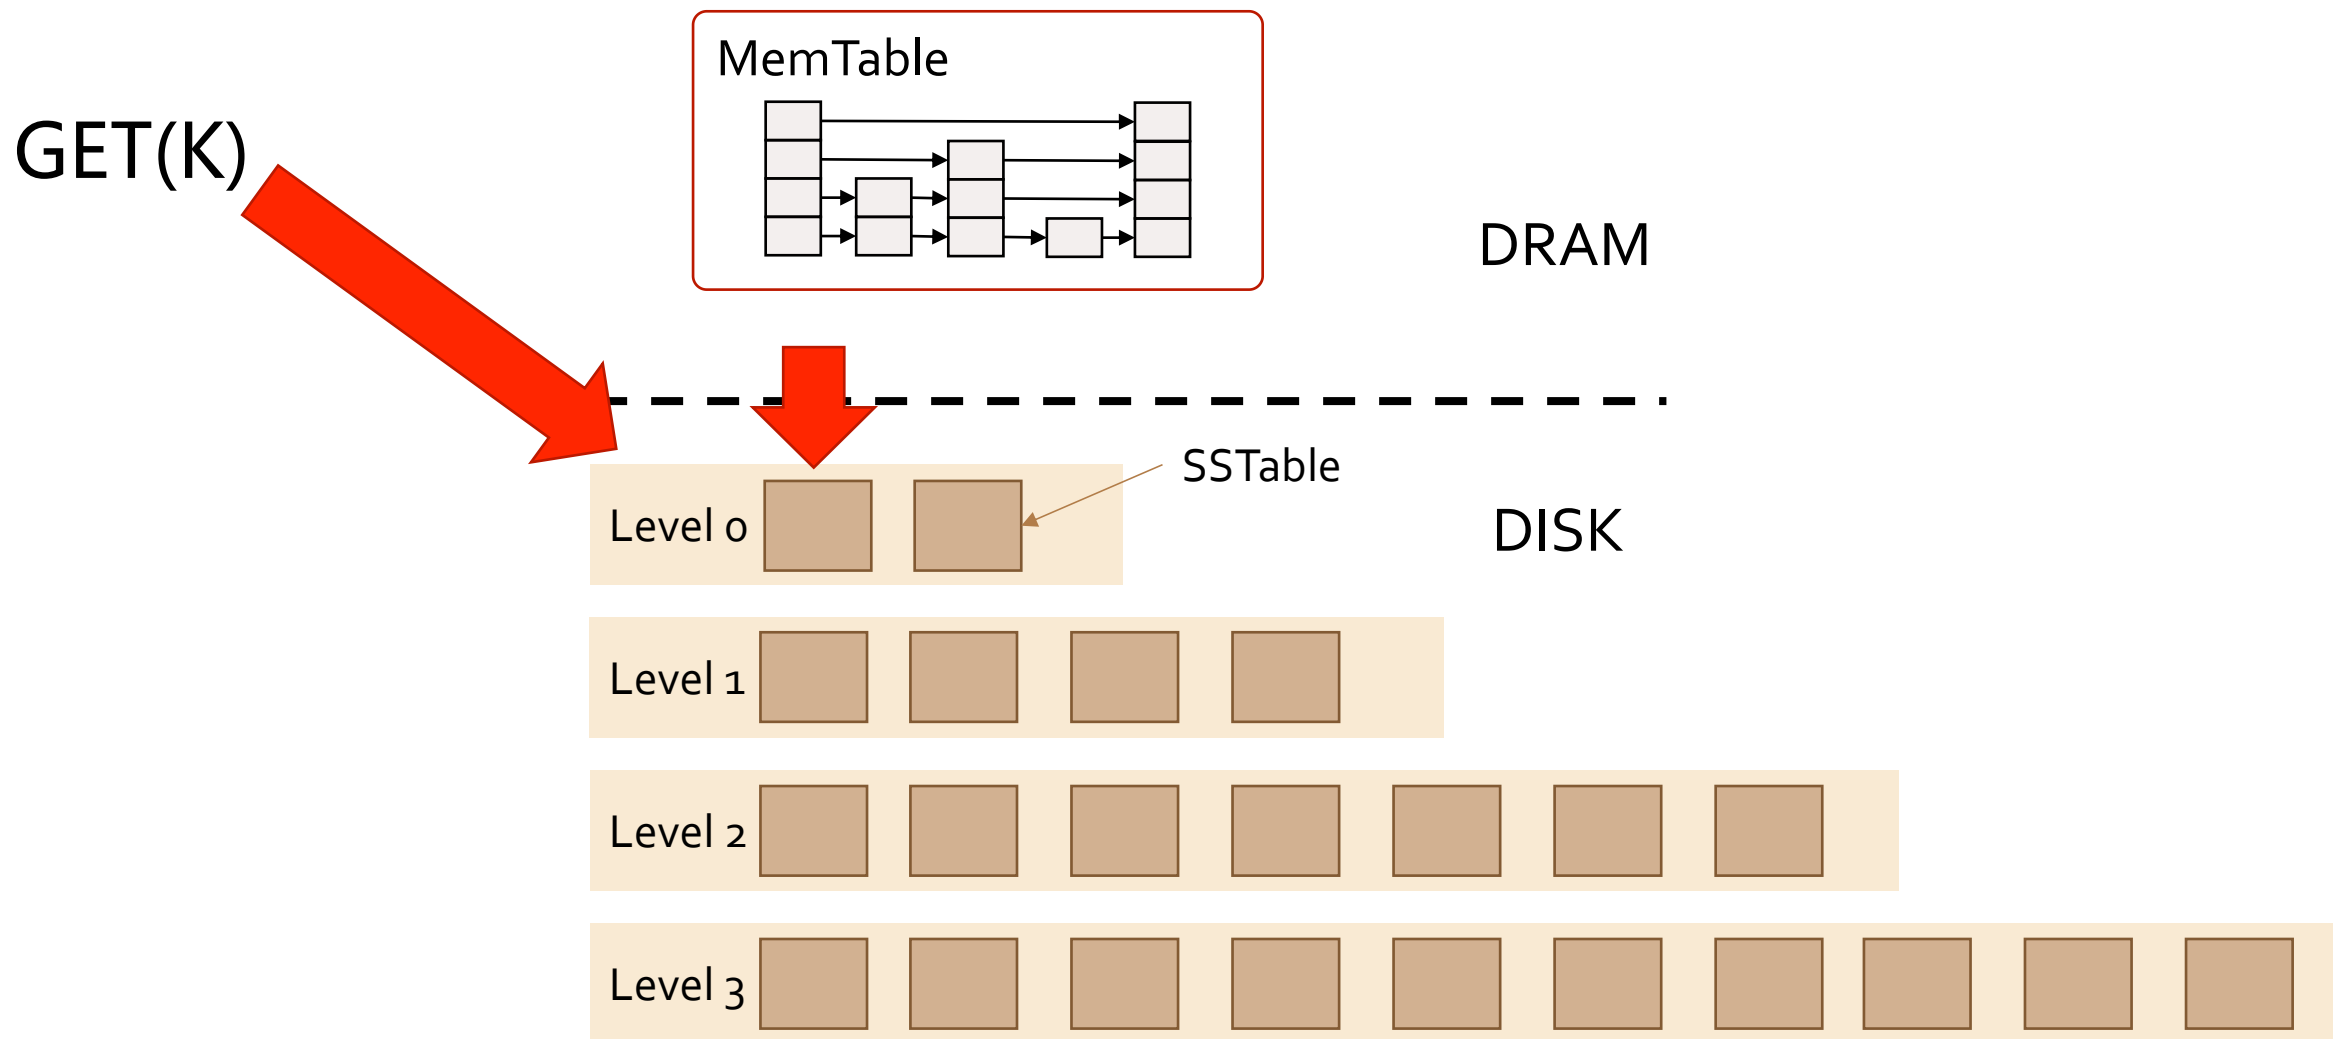 MemTable
GET(K)
DRAM
SSTable
Level 0
DISK
Level 1
Level 2
Level 3